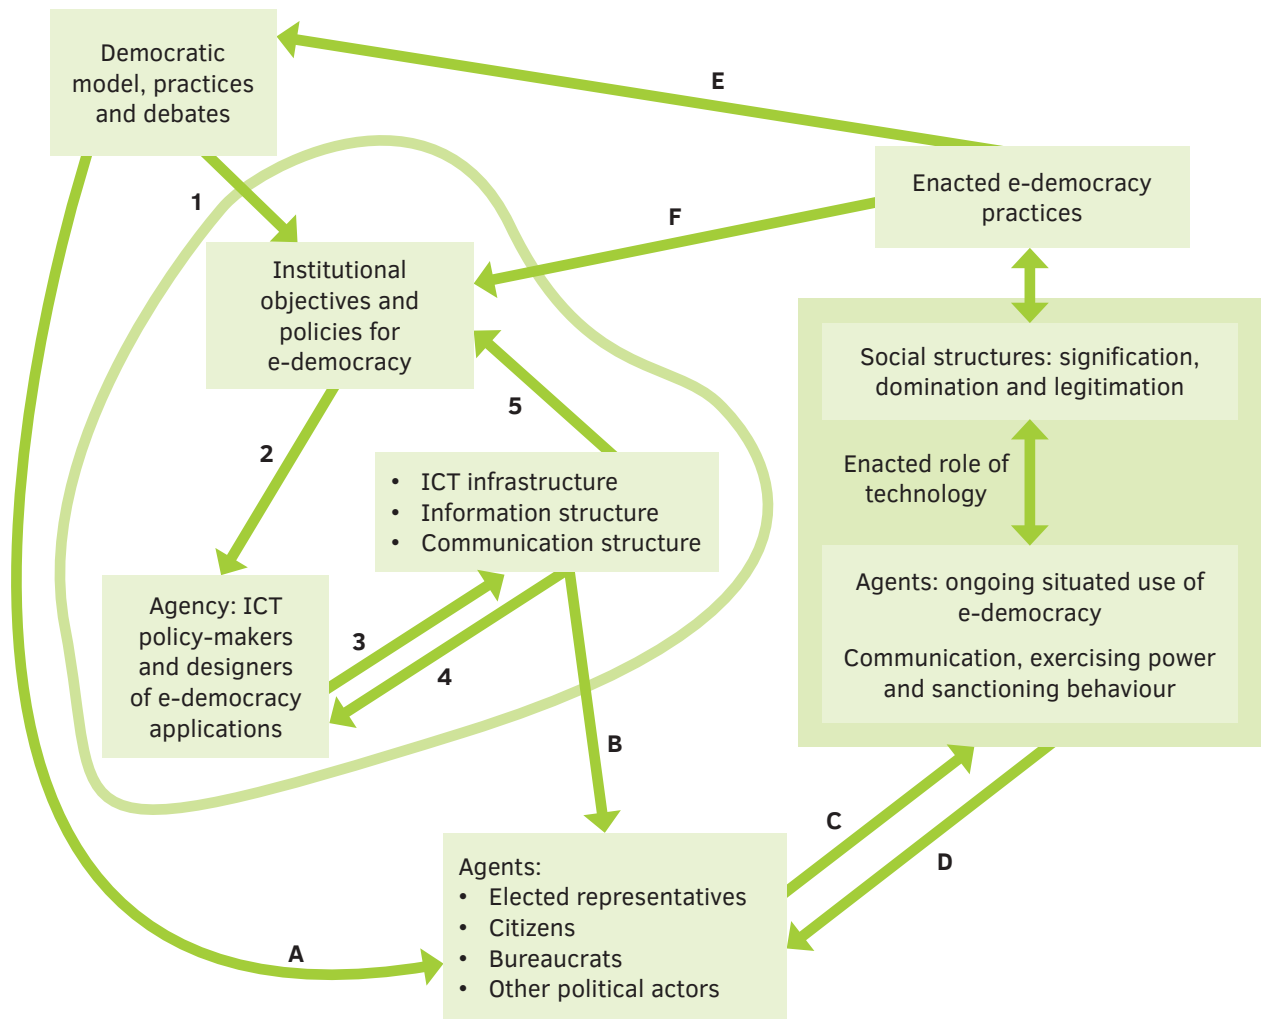 Democratic
model, practices
and debates
E
Enacted e-democracy
practices
1
F
Institutional
objectives and
policies for
e-democracy
Social structures: signification,
domination and legitimation
5
2
Enacted role of
technology
• ICT infrastructure
• Information structure
• Communication structure
Agency: ICT
policy-makers
and designers
of e-democracy
applications
3
4
Agents: ongoing situated use of
e-democracy
Communication, exercising power
and sanctioning behaviour
B
C
D
A
Agents:
• Elected representatives
• Citizens
• Bureaucrats
• Other political actors